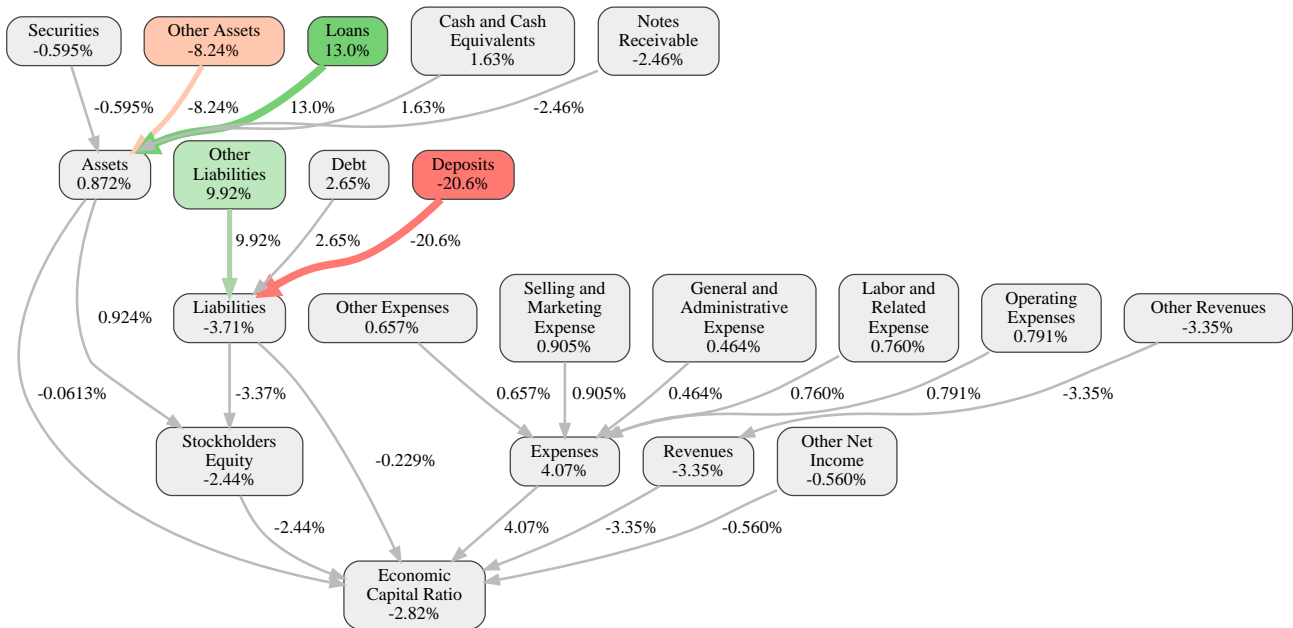 Securities
-0.595%
Other Assets
-8.24%
Loans
13.0%
Cash and Cash
Equivalents
1.63%
Notes
Receivable
-2.46%
-0.595%
-8.24%
13.0%
1.63%
-2.46%
Assets
0.872%
Other
Liabilities
9.92%
Debt
2.65%
Deposits
-20.6%
9.92%
2.65%
-20.6%
Liabilities
-3.71%
Other Expenses
0.657%
Selling and
Marketing
Expense
0.905%
General and
Administrative
Expense
0.464%
Labor and
Related
Expense
0.760%
Operating
Expenses
0.791%
Other Revenues
-3.35%
0.924%
-0.0613%
-3.37%
0.657%
0.905%
0.464%
0.760%
0.791%
-3.35%
Stockholders
Equity
-2.44%
-0.229%
Expenses
4.07%
Revenues
-3.35%
Other Net
Income
-0.560%
-2.44%
4.07%
-3.35%
-0.560%
Economic
Capital Ratio
-2.82%